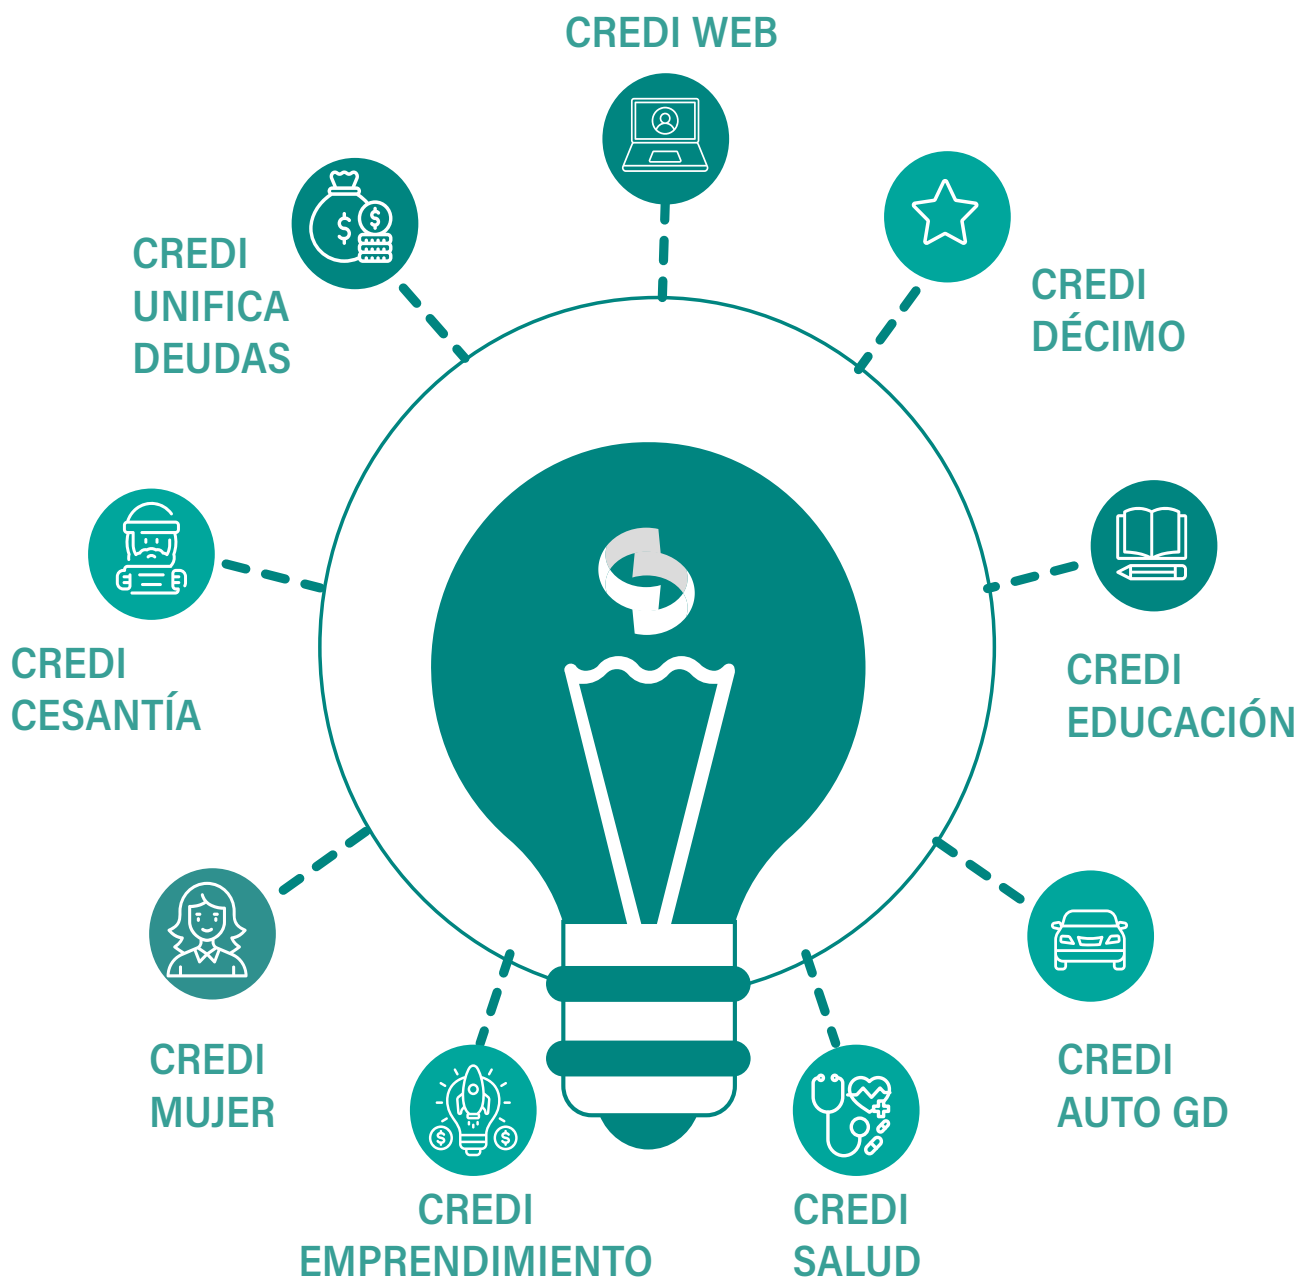 CREDI WEB
CREDI
UNIFICA
DEUDAS
CREDI
DÉCIMO
CREDI
CESANTÍA
CREDI
EDUCACIÓN
CREDI
MUJER
CREDI
AUTO GD
CREDI
EMPRENDIMIENTO
CREDI
SALUD